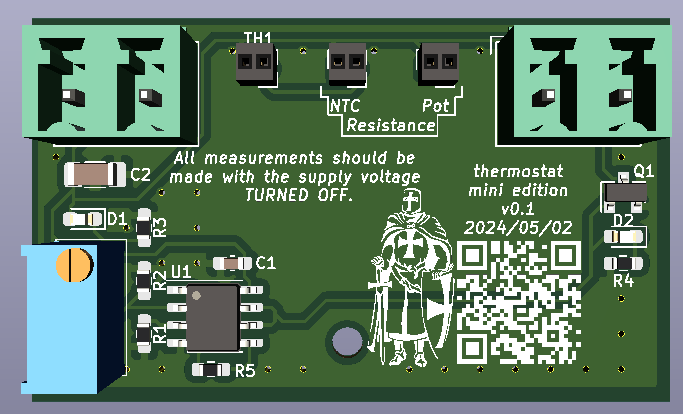 TH1
NTC Pot
Resistance
All measurements should be
made with the supply voltage
TURNED OFF.
thermostat
mini edition
v0.1
2024/05/02
Q1
C2
D1
R3
D2
U1
C1
R2
R4
R1
R5